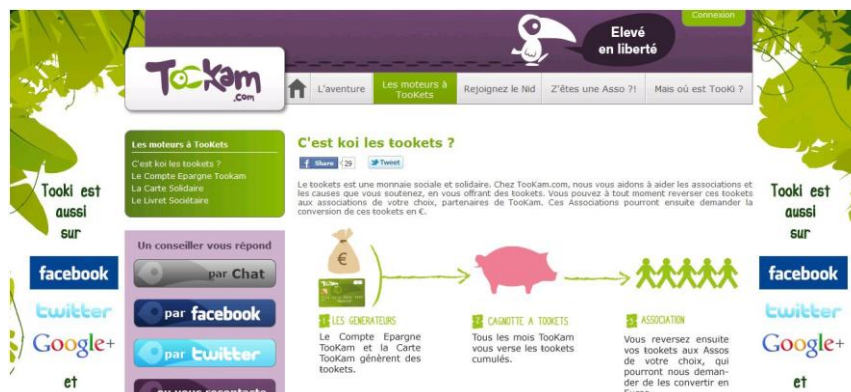 Connexion
Elevé
en liberté
TooKam
.com
L'aventure
Les moteurs à
TooKets
Rejoignez le Nid
Z'êtes une Asso ?!
Mais où est TooKi ?
Les moteurs à TooKets
C'est koi les tookets ?
Le Compte Epargne Tookam
La Carte Solidaire
Le Livret Sociétaire
C'est koi les tookets ?
Share
29
Tweet
Le tookets est une monnaie sociale et solidaire. Chez TooKam.com, nous vous aidons à aider les associations et
les causes que vous soutenez, en vous offrant des tookets. Vous pouvez à tout moment reverser ces tookets
aux associations de votre choix, partenaires de TooKam. Ces Associations pourront ensuite demander la
conversion de ces tookets en €.
Tooki est
aussi
sur
facebook
twitter
Google+
et
Un conseiller vous répond
par Chat
par facebook
par twitter
ou vous recontacte
€
1 LES GENERATEURS
Le Compte Epargne
TooKam et la Carte
TooKam génèrent des
tookets.
2 CAGNOTTE A TOOKETS
Tous les mois TooKam
vous verse les tookets
cumulés.
3 ASSOCIATION
Vous reversez ensuite
vos tookets aux Assos
de votre choix, qui
pourront nous deman-
der de les convertir en
Tooki est
aussi
sur
facebook
twitter
Google+
et